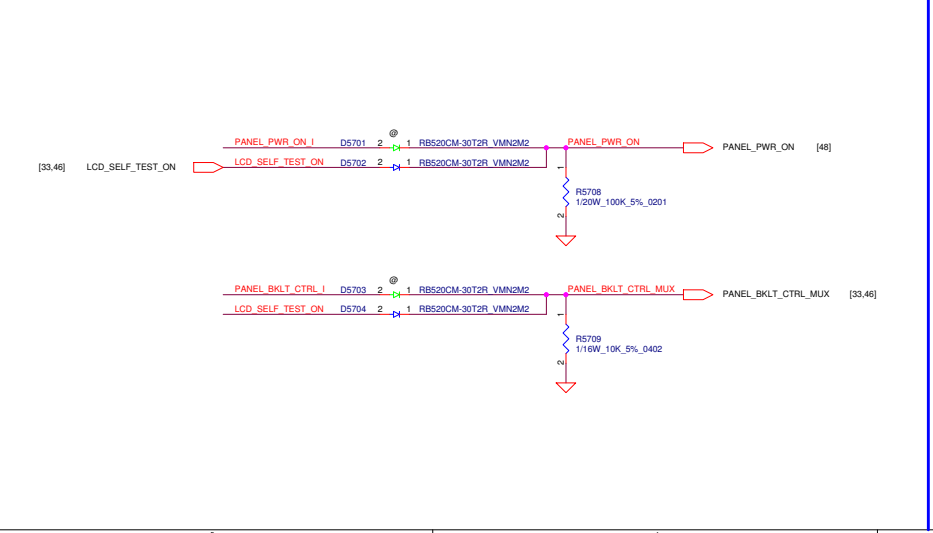 @
PANEL_PWR_ON_I D5701 2 1 RB520CM-30T2R_VMN2M2 PANEL_PWR_ON PANEL_PWR_ON [48]
[33,46] LCD_SELF_TEST_ON LCD_SELF_TEST_ON D5702 2 1 RB520CM-30T2R_VMN2M2
1
R5708
1/20W_100K_5%_0201
2
@
PANEL_BKLT_CTRL_I D5703 2 1 RB520CM-30T2R_VMN2M2 PANEL_BKLT_CTRL_MUX PANEL_BKLT_CTRL_MUX [33,46]
LCD_SELF_TEST_ON D5704 2 1 RB520CM-30T2R_VMN2M2
1
R5709
1/16W_10K_5%_0402
2